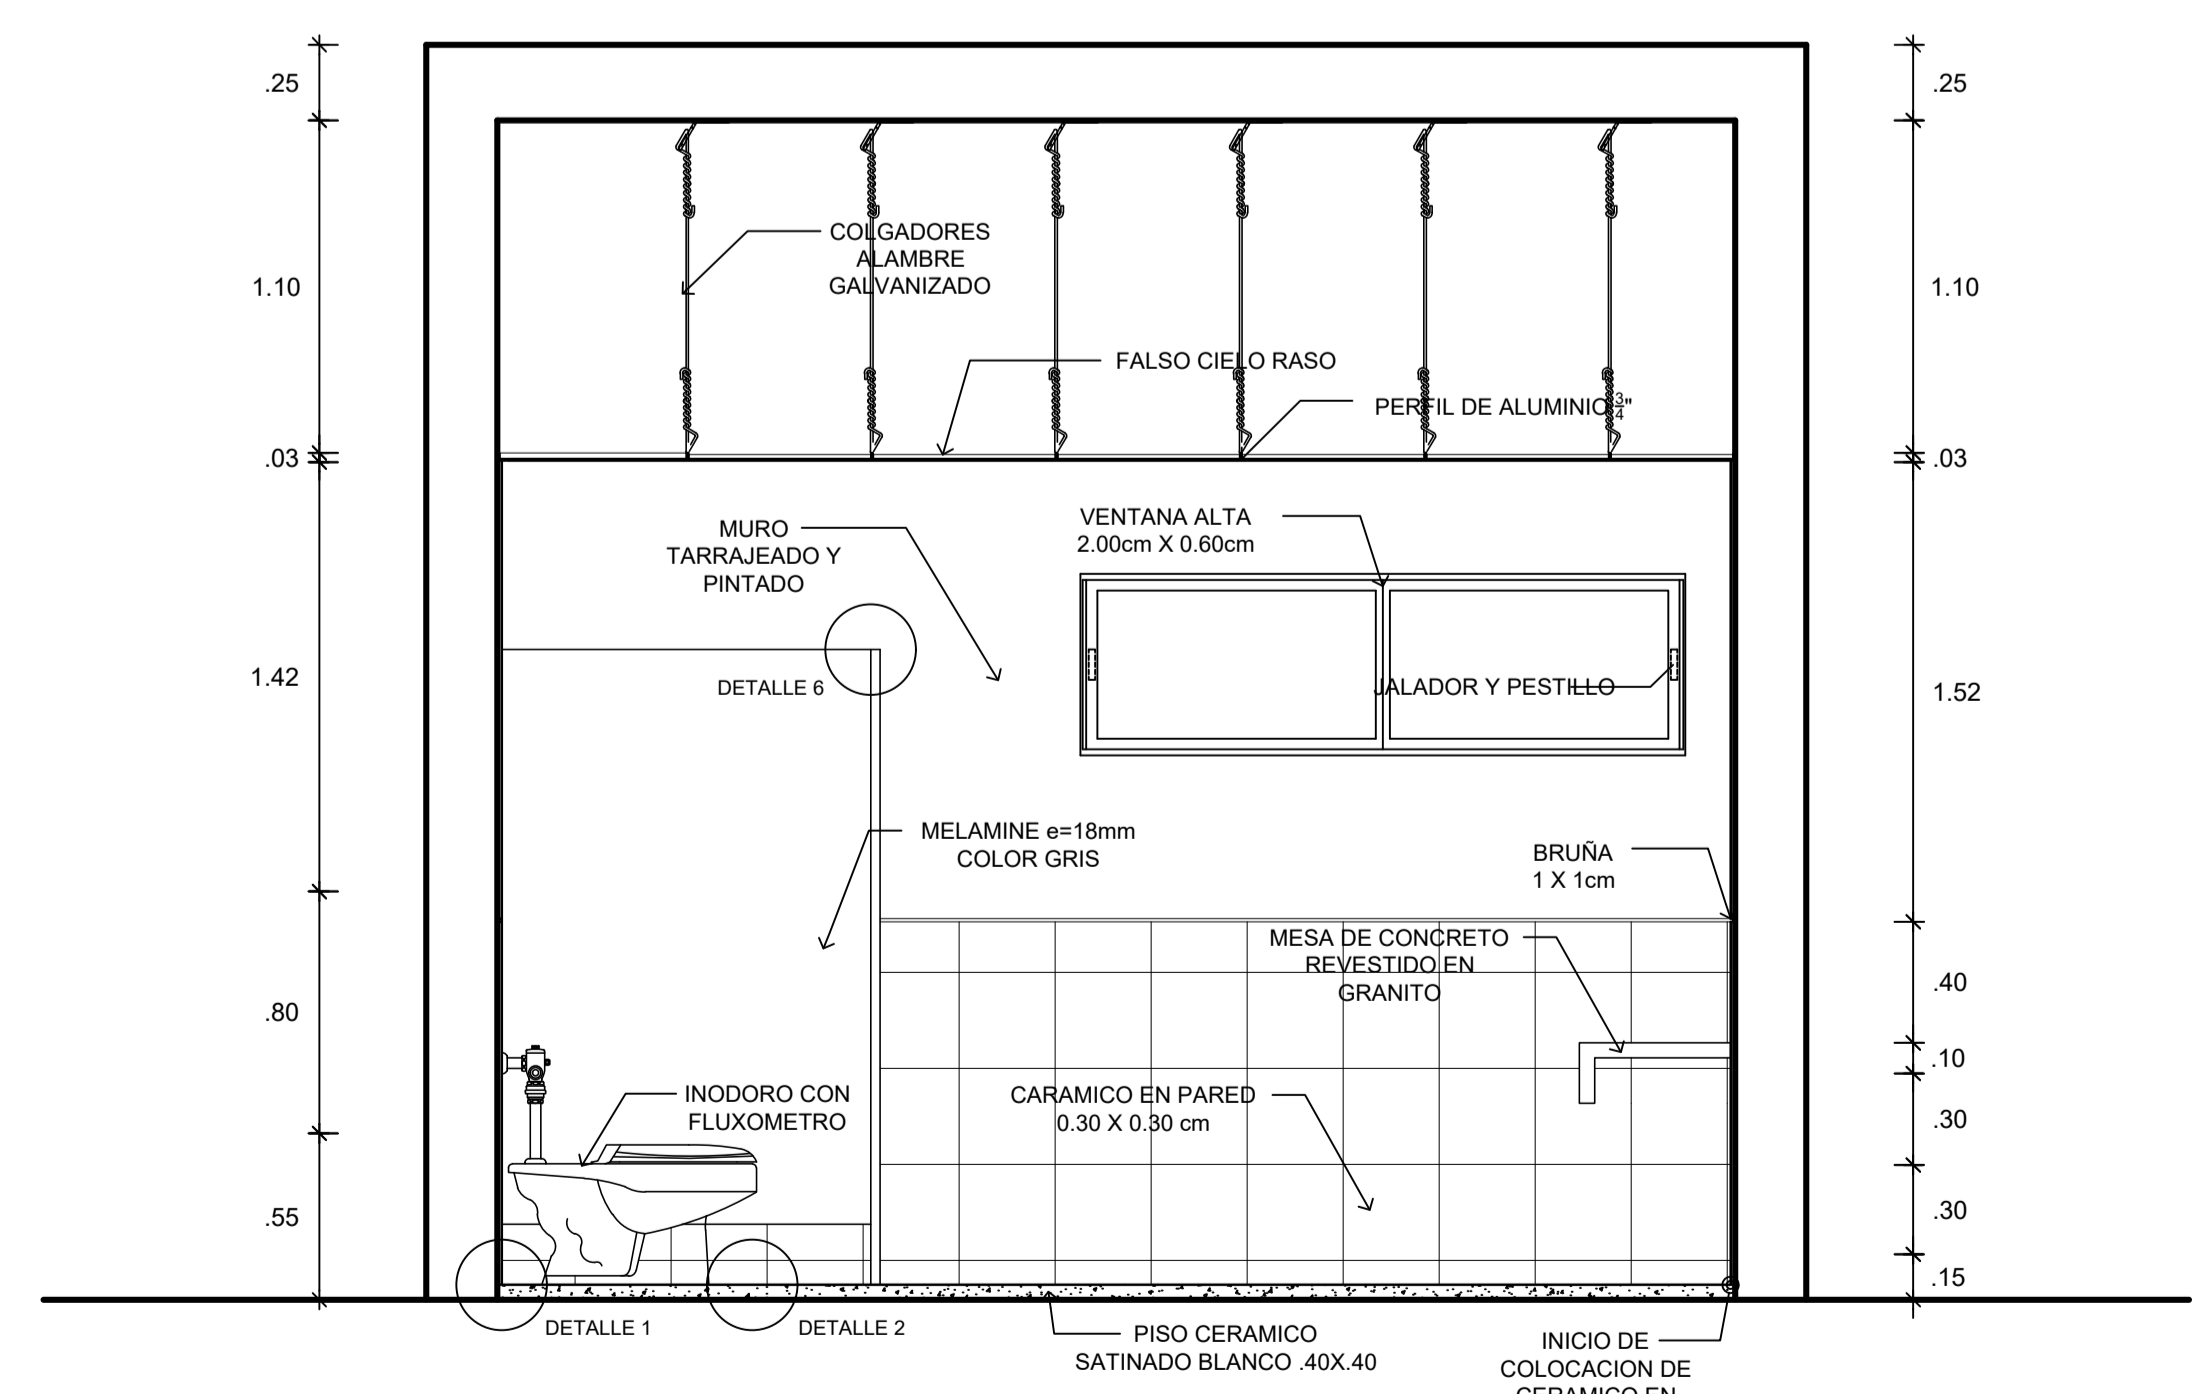 .25
.25
COLGADORES
ALAMBRE
GALVANIZADO
1.10
1.10
FALSO CIELO RASO
PERFIL DE ALUMINIO 3/4"
.03
.03
MURO
TARRAJEADO Y
PINTADO
VENTANA ALTA
2.00cm X 0.60cm
1.42
DETALLE 6
JALADOR Y PESTILLO
1.52
MELAMINE e=18mm
COLOR GRIS
BRUÑA
1 X 1cm
MESA DE CONCRETO
REVESTIDO EN
GRANITO
.40
.80
.10
INODORO CON
FLUXOMETRO
CARAMICO EN PARED
0.30 X 0.30 cm
.30
.55
.30
.15
DETALLE 1
DETALLE 2
PISO CERAMICO
SATINADO BLANCO .40X.40
INICIO DE
COLOCACION DE
CERAMICO EN